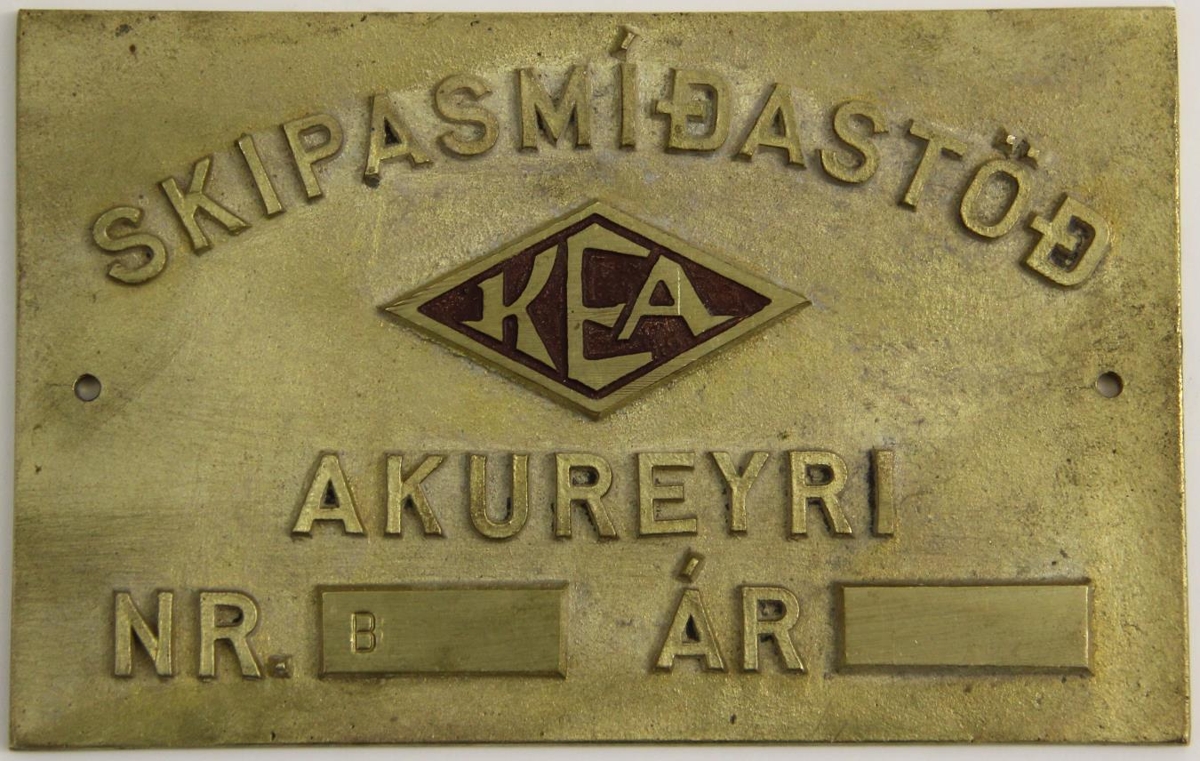 SKIPASMÍÐASTÖÐ
KEA
AKUREYRI
NR. B ÁR